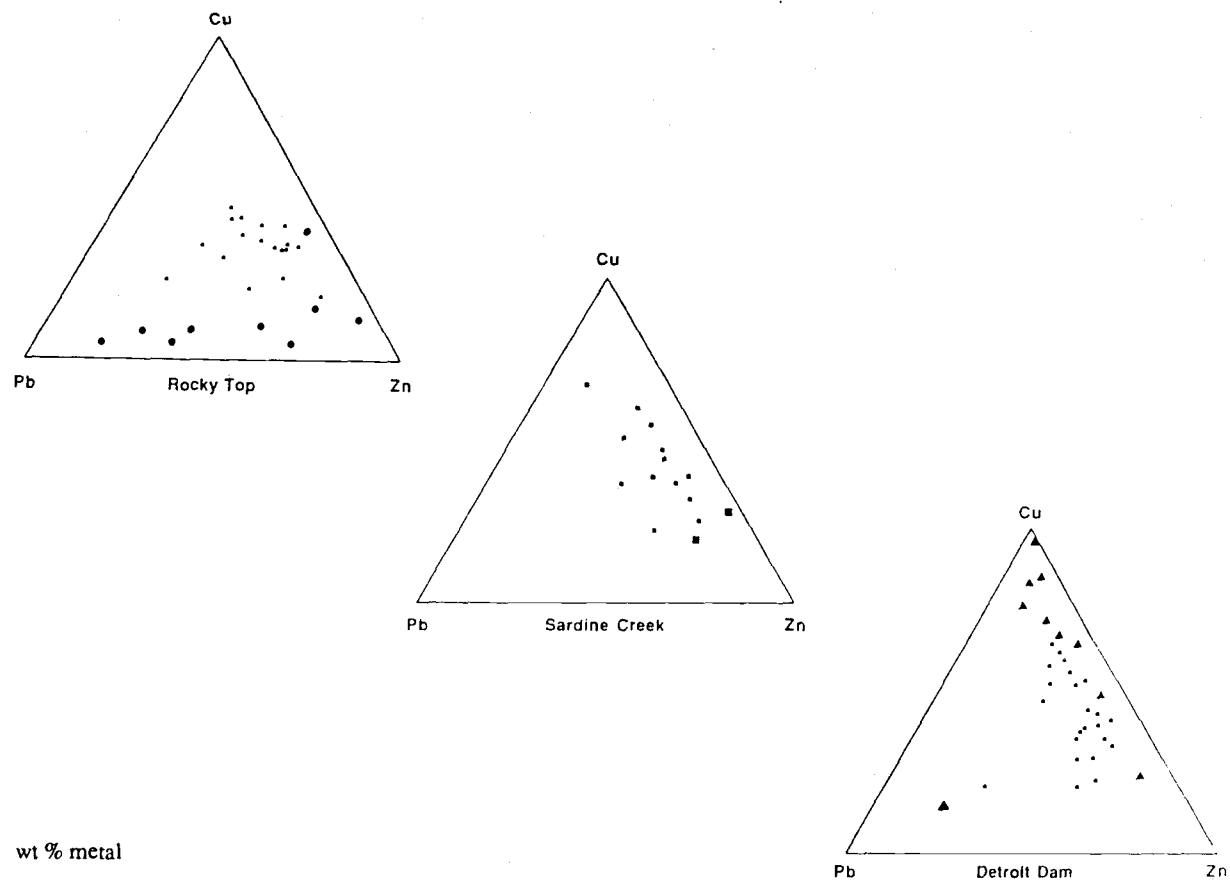 Cu
Pb Rocky Top Zn
Cu
Pb Sardine Creek Zn
Cu
Pb Detroit Dam Zn
wt % metal